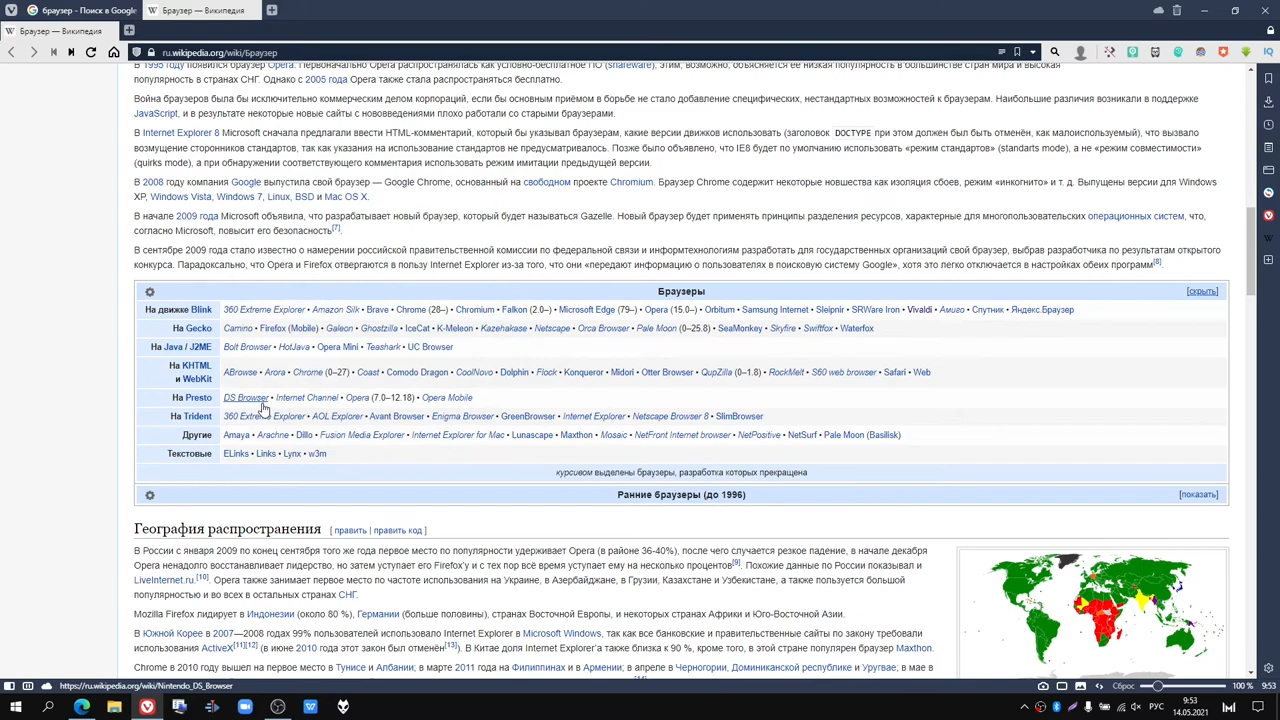 браузер - Поиск в Google
Браузер — Википедия
Браузер — Википедия
ru.wikipedia.org/wiki/Браузер
В 1995 году появился браузер Opera. Первоначально Opera распространялась как условно-бесплатное ПО (shareware), этим, возможно, объясняется её низкая популярность в большинстве стран мира и высокая
популярность в странах СНГ. Однако с 2005 года Opera также стала распространяться бесплатно.
Война браузеров была бы исключительно коммерческим делом корпораций, если бы основным приёмом в борьбе не стало добавление специфических, нестандартных возможностей к браузерам. Наибольшие различия возникали в поддержке
JavaScript, и в результате некоторые новые сайты с нововведениями плохо работали со старыми браузерами.
В Internet Explorer 8 Microsoft сначала предлагали ввести HTML-комментарий, который бы указывал браузерам, какие версии движков использовать (заголовок DOCTYPE при этом должен был быть отменён, как малоиспользуемый), что вызвало
возмущение сторонников стандартов, так как указания на использование стандартов не предусматривалось. Позже было объявлено, что IE8 будет по умолчанию использовать «режим стандартов» (standarts mode), а не «режим совместимости»
(quirks mode), а при обнаружении соответствующего комментария использовать режим имитации предыдущей версии.
В 2008 году компания Google выпустила свой браузер — Google Chrome, основанный на свободном проекте Chromium. Браузер Chrome содержит некоторые новшества как изоляция сбоев, режим «инкогнито» и т. д. Выпущены версии для Windows
XP, Windows Vista, Windows 7, Linux, BSD и Mac OS X.
В начале 2009 года Microsoft объявила, что разрабатывает новый браузер, который будет называться Gazelle. Новый браузер будет применять принципы разделения ресурсов, характерные для многопользовательских операционных систем, что,
согласно Microsoft, повысит его безопасность[7].
В сентябре 2009 года стало известно о намерении российской правительственной комиссии по федеральной связи и информтехнологиям разработать для государственных организаций свой браузер, выбрав разработчика по результатам открытого
конкурса. Парадоксально, что Opera и Firefox отвергаются в пользу Internet Explorer из-за того, что они «передают информацию о пользователях в поисковую систему Google», хотя это легко отключается в настройках обеих программ[8].
Браузеры [скрыть]
На движке Blink 360 Extreme Explorer • Amazon Silk • Brave • Chrome (28–) • Chromium • Falkon (2.0–) • Microsoft Edge (79–) • Opera (15.0–) • Orbitum • Samsung Internet • Sleipnir • SRWare Iron • Vivaldi • Амиго • Спутник • Яндекс.Браузер
На Gecko Camino • Firefox (Mobile) • Galeon • Ghostzilla • IceCat • K-Meleon • Kazehakase • Netscape • Orca Browser • Pale Moon (0–25.8) • SeaMonkey • Skyfire • Swiftfox • Waterfox
На Java / J2ME Bolt Browser • HotJava • Opera Mini • Teashark • UC Browser
На KHTML
и WebKit ABrowse • Arora • Chrome (0–27) • Coast • Comodo Dragon • CoolNovo • Dolphin • Flock • Konqueror • Midori • Otter Browser • QupZilla (0–1.8) • RockMelt • S60 web browser • Safari • Web
На Presto DS Browser • Internet Channel • Opera (7.0–12.18) • Opera Mobile
На Trident 360 Extreme Explorer • AOL Explorer • Avant Browser • Enigma Browser • GreenBrowser • Internet Explorer • Netscape Browser 8 • SlimBrowser
Другие Amaya • Arachne • Dillo • Fusion Media Explorer • Internet Explorer for Mac • Lunascape • Maxthon • Mosaic • NetFront Internet browser • NetPositive • NetSurf • Pale Moon (Basilisk)
Текстовые ELinks • Links • Lynx • w3m
курсивом выделены браузеры, разработка которых прекращена
Ранние браузеры (до 1996) [показать]
География распространения [ править | править код ]
В России с января 2009 по конец сентября того же года первое место по популярности удерживает Opera (в районе 36-40%), после чего случается резкое падение, в начале декабря
Opera ненадолго восстанавливает лидерство, но затем уступает его Firefox'у и с тех пор всё время уступает ему на несколько процентов[9]. Похожие данные по России показывал и
LiveInternet.ru.[10]. Opera также занимает первое место по частоте использования на Украине, в Азербайджане, в Грузии, Казахстане и Узбекистане, а также пользуется большой
популярностью и во всех в остальных странах СНГ.
Mozilla Firefox лидирует в Индонезии (около 80 %), Германии (больше половины), странах Восточной Европы, и некоторых странах Африки и Юго-Восточной Азии.
В Южной Корее в 2007—2008 годах 99% пользователей использовало Internet Explorer в Microsoft Windows, так как все банковские и правительственные сайты по закону требовали
использования ActiveX[11][12] (в июне 2010 года этот закон был отменён[13]). В Китае доля Internet Explorer'а также близка к 90 %, кроме того, в этой стране популярен браузер Maxthon.
Chrome в 2010 году вышел на первое место в Тунисе и Албании; в марте 2011 года на Филиппинах и в Армении; в апреле в Черногории, Доминиканской республике и Уругвае; в мае в
https://ru.wikipedia.org/wiki/Nintendo_DS_Browser
Сброс 100 % 9:53
РУС 9:53
14.05.2021